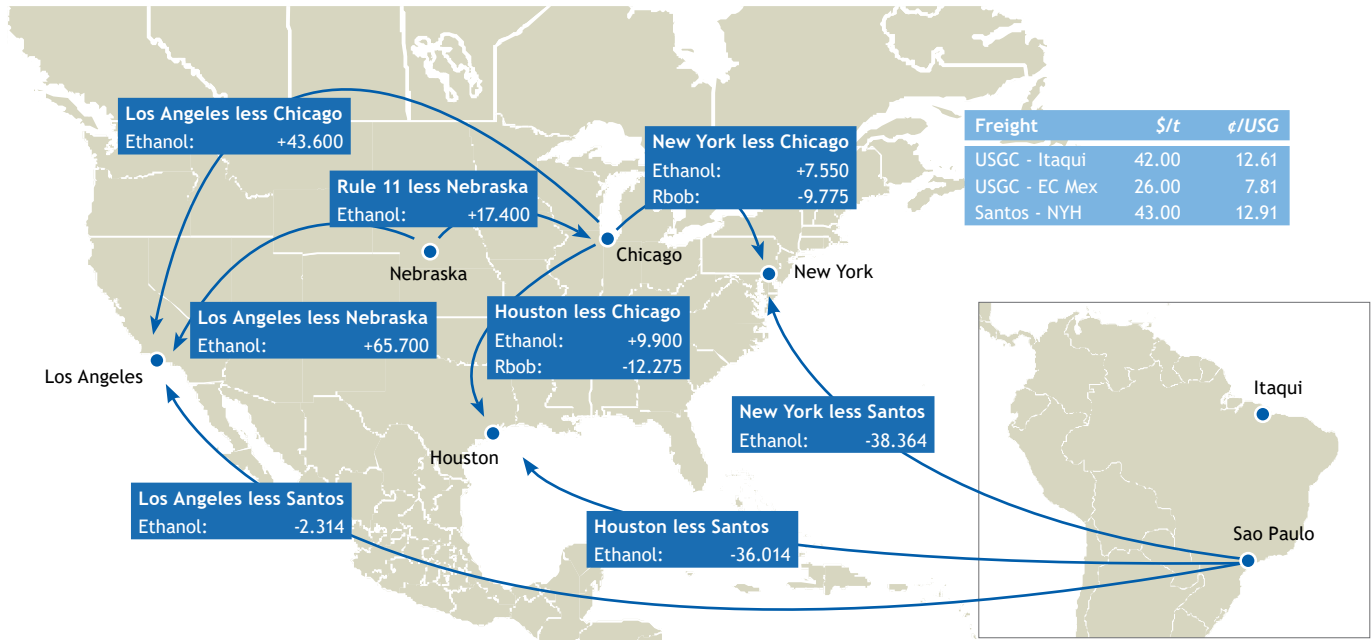 Los Angeles less Chicago
Ethanol: +43.600
New York less Chicago
Ethanol: +7.550
Rbob: -9.775
Freight $/t ¢/USG
USGC - Itaqui 42.00 12.61
USGC - EC Mex 26.00 7.81
Santos - NYH 43.00 12.91
Rule 11 less Nebraska
Ethanol: +17.400
Chicago
Nebraska
New York
Los Angeles less Nebraska
Ethanol: +65.700
Houston less Chicago
Ethanol: +9.900
Rbob: -12.275
Los Angeles
Itaqui
New York less Santos
Ethanol: -38.364
Houston
Los Angeles less Santos
Ethanol: -2.314
Houston less Santos
Ethanol: -36.014
Sao Paulo